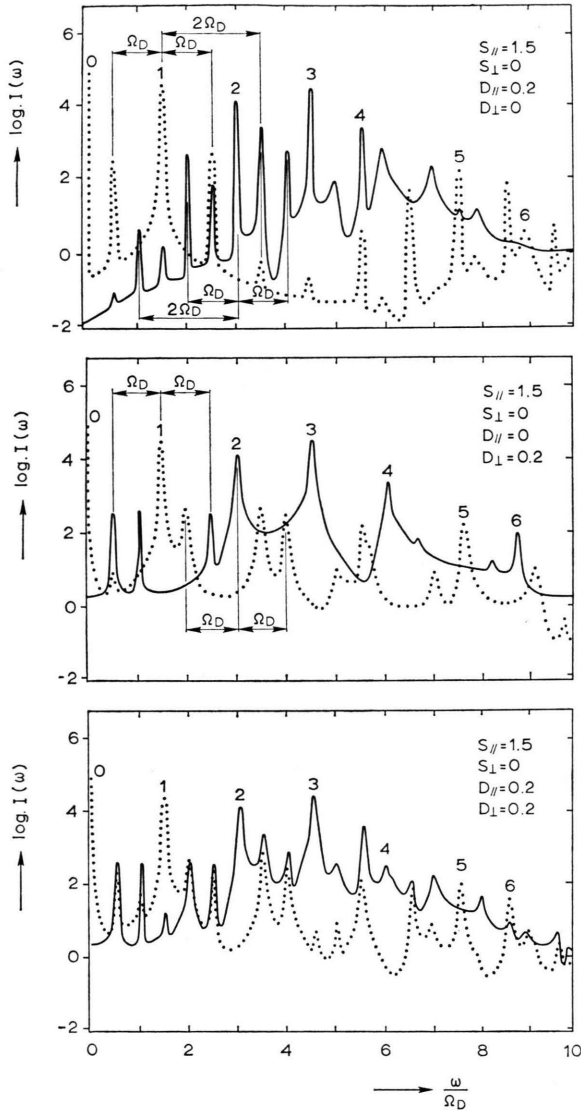 2Ω_D
Ω_D Ω_D
0 1 2 3 4 5 6
S_//=1.5
S_⊥=0
D_//=0.2
D_⊥=0
log. I (ω)
6
4
2
0
-2
Ω_D Ω_D
2Ω_D
Ω_D Ω_D
0 1 2 3 4 5 6
S_//=1.5
S_⊥=0
D_//=0
D_⊥=0.2
log. I (ω)
6
4
2
0
-2
Ω_D Ω_D
0 1 2 3 4 5 6
S_//=1.5
S_⊥=0
D_//=0.2
D_⊥=0.2
log. I (ω)
6
4
2
0
-2
0 2 4 6 8 10
ω
Ω_D